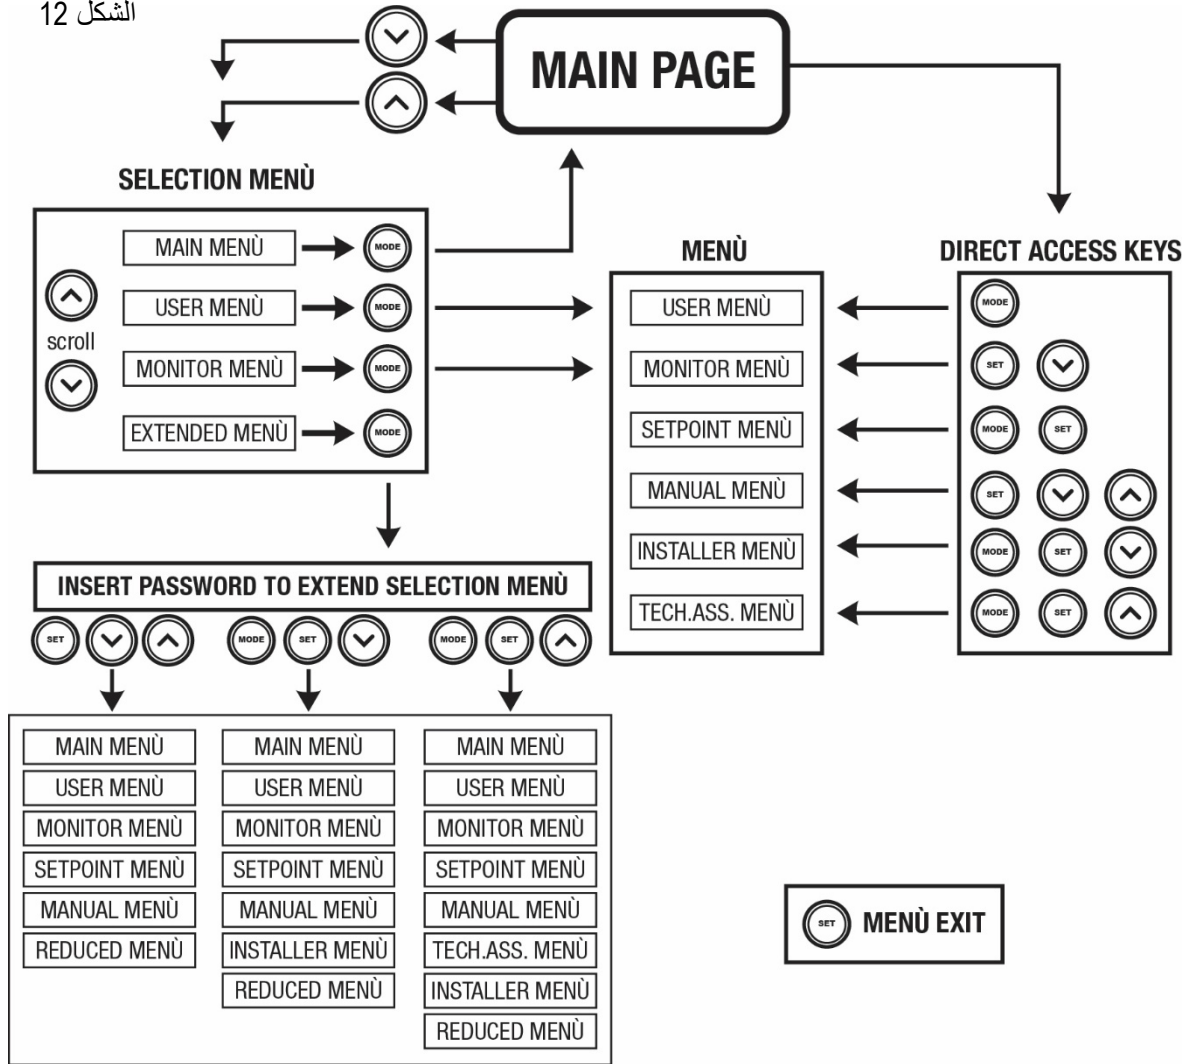 الشكل 12
MAIN PAGE
SELECTION MENÙ
MAIN MENÙ MODE
USER MENÙ MODE
scroll
MONITOR MENÙ MODE
EXTENDED MENÙ MODE
MENÙ
USER MENÙ
MONITOR MENÙ
SETPOINT MENÙ
MANUAL MENÙ
INSTALLER MENÙ
TECH.ASS. MENÙ
DIRECT ACCESS KEYS
MODE
SET
MODE SET
SET
MODE SET
MODE SET
INSERT PASSWORD TO EXTEND SELECTION MENÙ
SET MODE SET MODE SET
MAIN MENÙ
USER MENÙ
MONITOR MENÙ
SETPOINT MENÙ
MANUAL MENÙ
REDUCED MENÙ
MAIN MENÙ
USER MENÙ
MONITOR MENÙ
SETPOINT MENÙ
MANUAL MENÙ
INSTALLER MENÙ
REDUCED MENÙ
MAIN MENÙ
USER MENÙ
MONITOR MENÙ
SETPOINT MENÙ
MANUAL MENÙ
TECH.ASS. MENÙ
INSTALLER MENÙ
REDUCED MENÙ
SET MENÙ EXIT